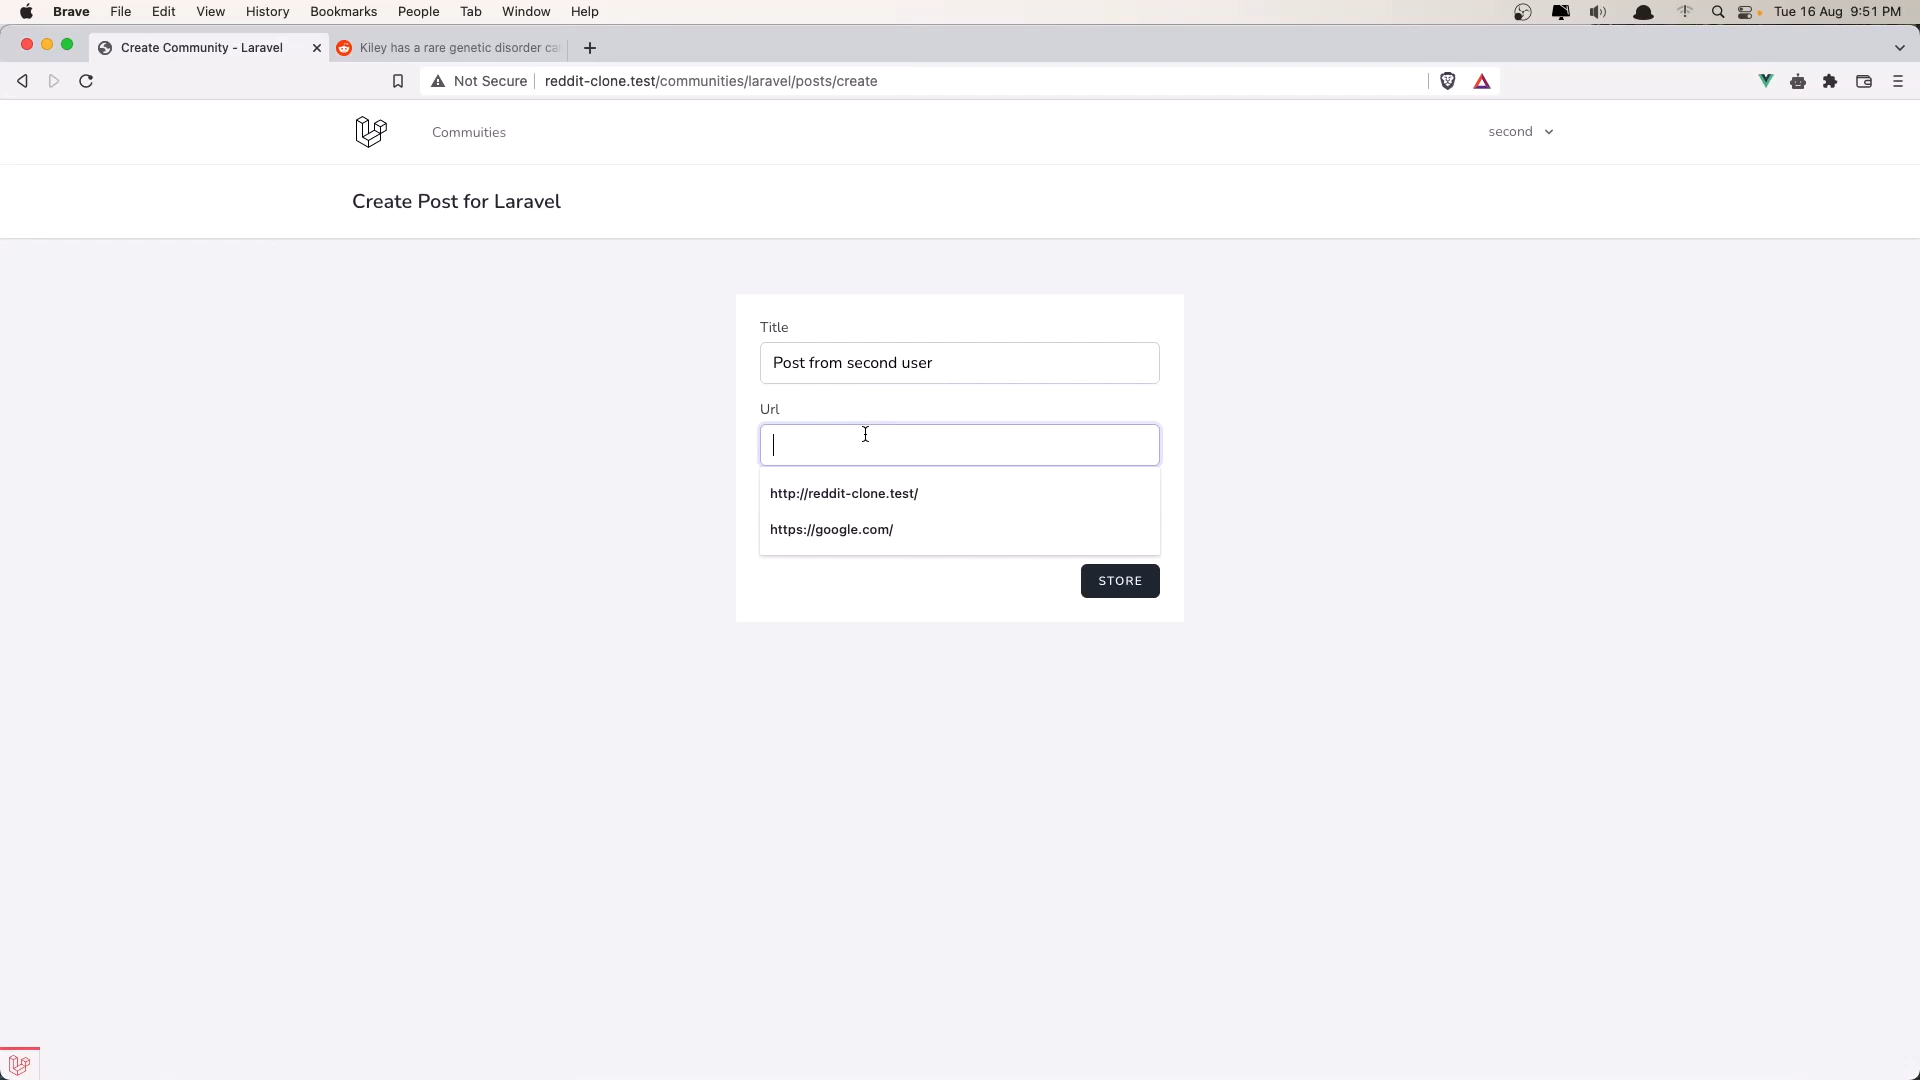 Brave File Edit View History Bookmarks People Tab Window Help Tue 16 Aug 9:51 PM
Create Community - Laravel Kiley has a rare genetic disorder ca
Not Secure reddit-clone.test/communities/laravel/posts/create
Commuities second
Create Post for Laravel
Title
Post from second user
Url
http://reddit-clone.test/
https://google.com/
STORE